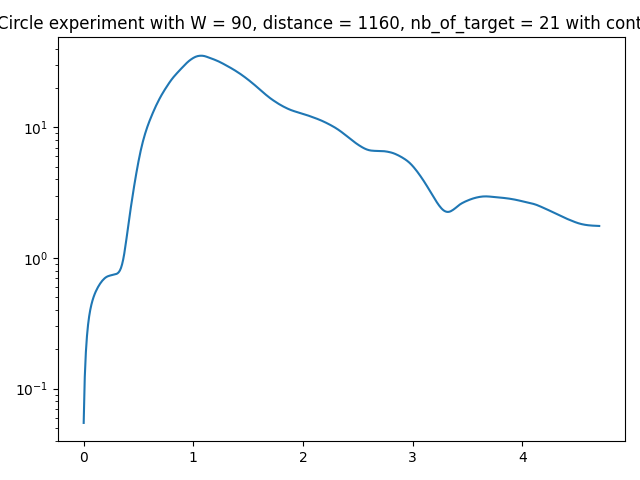 Circle experiment with W = 90, distance = 1160, nb_of_target = 21 with cont
10¹
10⁰
10⁻¹
0 1 2 3 4